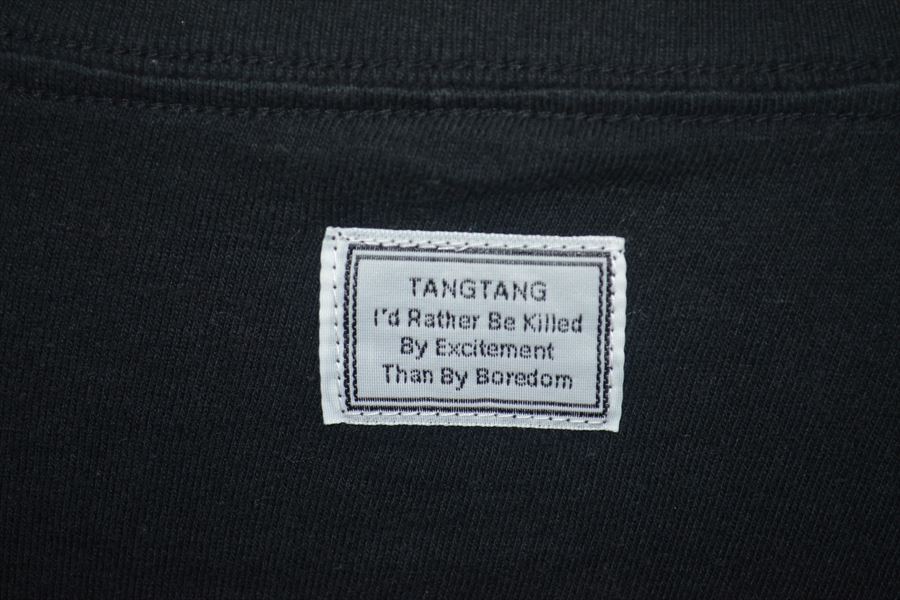 TANGTANG
I'd Rather Be Killed
By Excitement
Than By Boredom